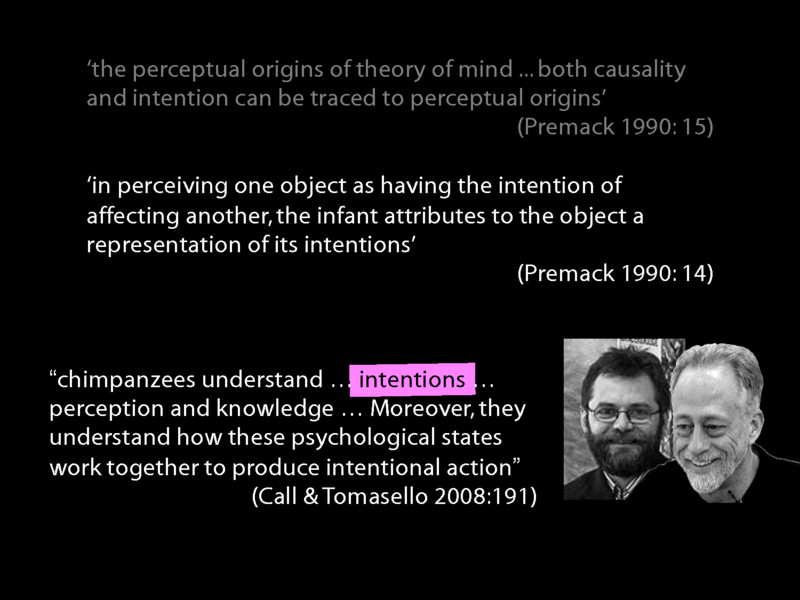 ‘the perceptual origins of theory of mind ... both causality
and intention can be traced to perceptual origins’
(Premack 1990: 15)
‘in perceiving one object as having the intention of
affecting another, the infant attributes to the object a
representation of its intentions’
(Premack 1990: 14)
“chimpanzees understand … intentions …
perception and knowledge … Moreover, they
understand how these psychological states
work together to produce intentional action”
(Call & Tomasello 2008:191)